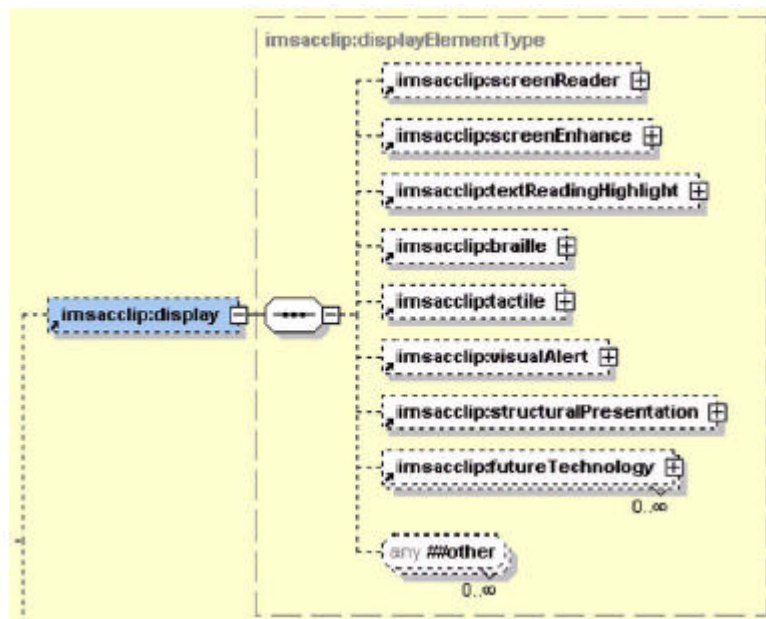 imsacclip:displayElementType
imsacclip:screenReader
imsacclip:screenEnhance
imsacclip:textReadingHighlight
imsacclip:braille
imsacclip:display
imsacclip:tactile
imsacclip:visualAlert
imsacclip:structuralPresentation
imsacclip:futureTechnology
0..∞
any ##other
0..∞